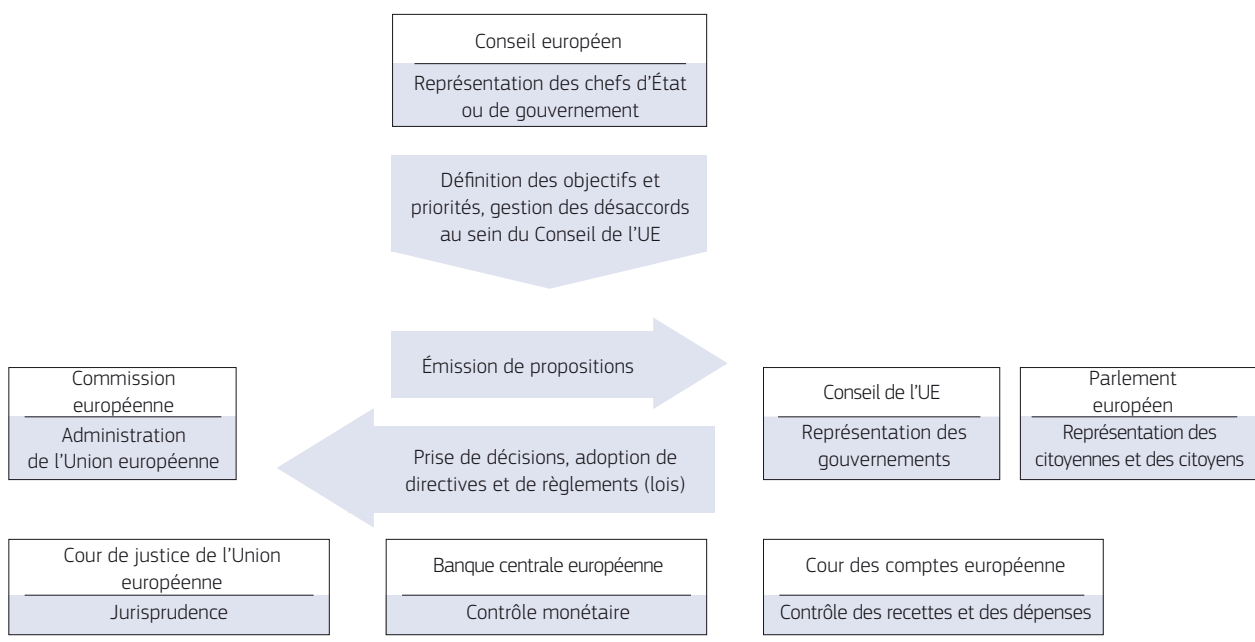 Conseil européen
Représentation des chefs d'État
ou de gouvernement
Définition des objectifs et
priorités, gestion des désaccords
au sein du Conseil de l'UE
Émission de propositions
Commission
européenne
Administration
de l'Union européenne
Conseil de l'UE
Représentation des
gouvernements
Parlement
européen
Représentation des
citoyennes et des citoyens
Prise de décisions, adoption de
directives et de règlements (lois)
Cour de justice de l'Union
européenne
Jurisprudence
Banque centrale européenne
Contrôle monétaire
Cour des comptes européenne
Contrôle des recettes et des dépenses